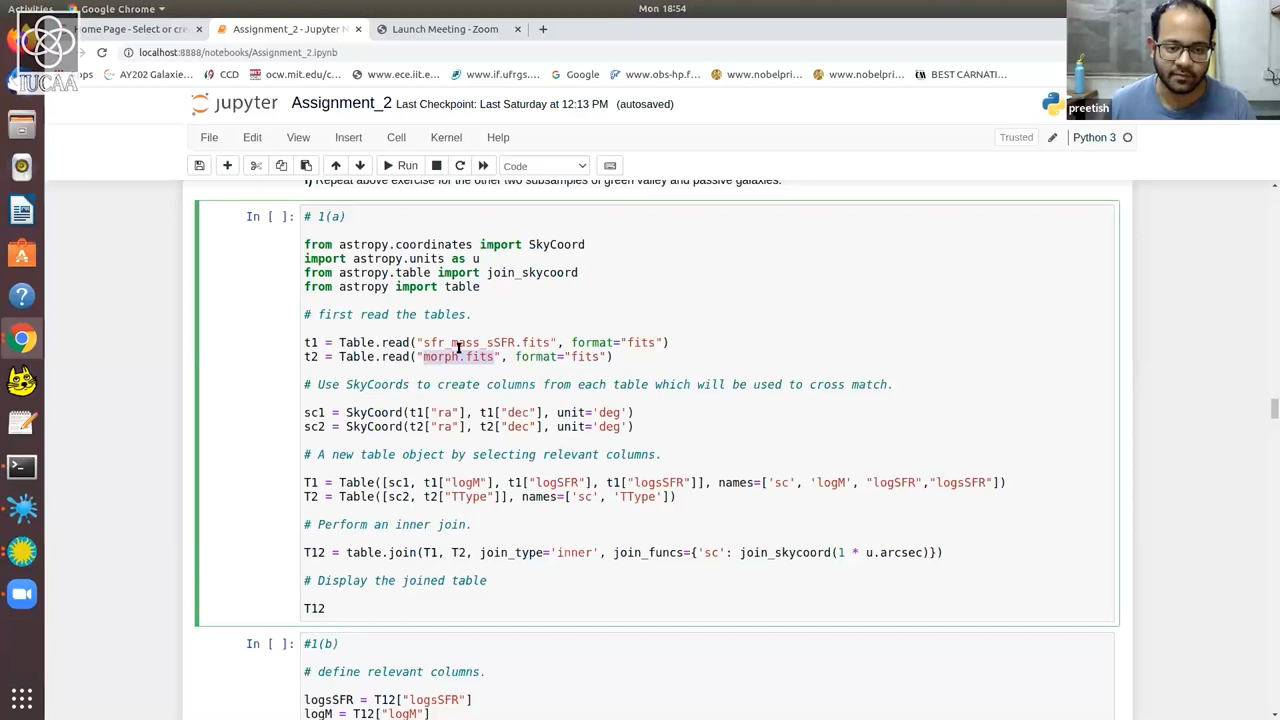 Activities
Google Chrome
Mon 18:54
Home Page - Select or cre
Assignment_2 - Jupyter N
Launch Meeting - Zoom
localhost:8888/notebooks/Assignment_2.ipynb
AY202 Galaxie…
CCD
ocw.mit.edu/c…
www.ece.iit.e…
www.if.ufrgs.…
Google
www.obs-hp.f…
www.nobelpri…
www.nobelpri…
BEST CARNATI…
IUCAA
preetish
jupyter
Assignment_2 Last Checkpoint: Last Saturday at 12:13 PM (autosaved)
File Edit View Insert Cell Kernel Help
Trusted
Python 3
Run
Code
i) Repeat above exercise for the other two subsamples of green valley and passive galaxies.
In [ ]:
# 1(a)
from astropy.coordinates import SkyCoord
import astropy.units as u
from astropy.table import join_skycoord
from astropy import table
# first read the tables.
t1 = Table.read("sfr_mass_sSFR.fits", format="fits")
t2 = Table.read("morph.fits", format="fits")
# Use SkyCoords to create columns from each table which will be used to cross match.
sc1 = SkyCoord(t1["ra"], t1["dec"], unit='deg')
sc2 = SkyCoord(t2["ra"], t2["dec"], unit='deg')
# A new table object by selecting relevant columns.
T1 = Table([sc1, t1["logM"], t1["logSFR"], t1["logsSFR"]], names=['sc', 'logM', "logSFR","logsSFR"])
T2 = Table([sc2, t2["TType"]], names=['sc', 'TType'])
# Perform an inner join.
T12 = table.join(T1, T2, join_type='inner', join_funcs={'sc': join_skycoord(1 * u.arcsec)})
# Display the joined table
T12
In [ ]:
#1(b)
# define relevant columns.
logsSFR = T12["logsSFR"]
logM = T12["logM"]